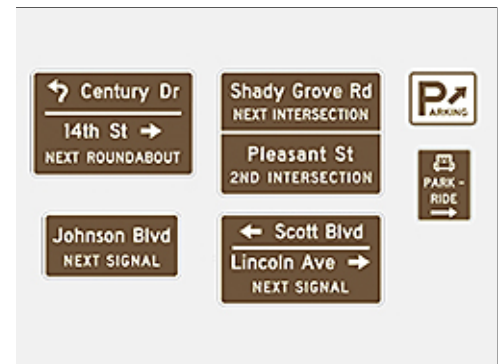 Century Dr
14th St
NEXT ROUNDABOUT
Shady Grove Rd
NEXT INTERSECTION
Pleasant St
2ND INTERSECTION
PARKING
PARK -
RIDE
Johnson Blvd
NEXT SIGNAL
Scott Blvd
Lincoln Ave
NEXT SIGNAL